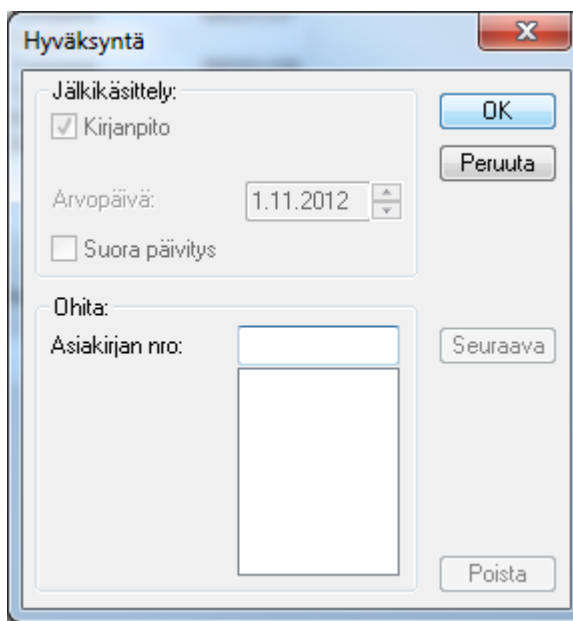 Hyväksyntä
Jälkikäsittely:
Kirjanpito
OK
Peruuta
Arvopäivä:
1.11.2012
Suora päivitys
Ohita:
Asiakirjan nro:
Seuraava
Poista